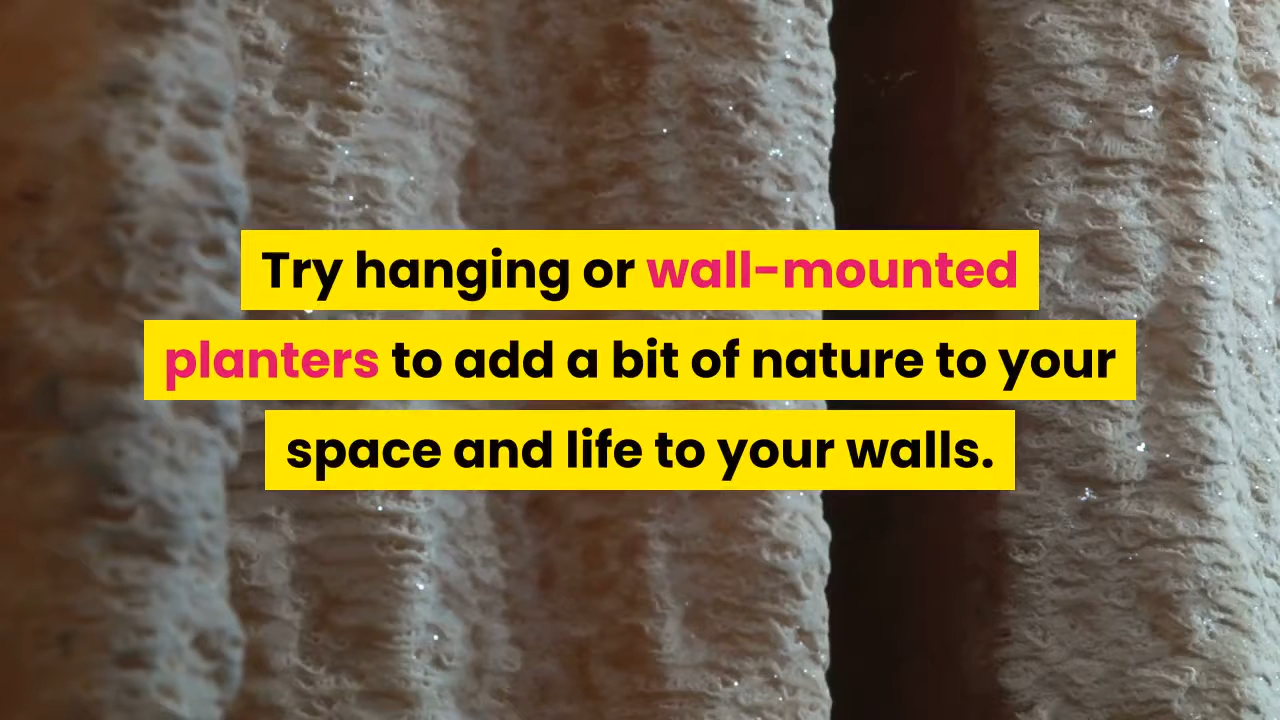 Try hanging or wall-mounted
planters to add a bit of nature to your
space and life to your walls.